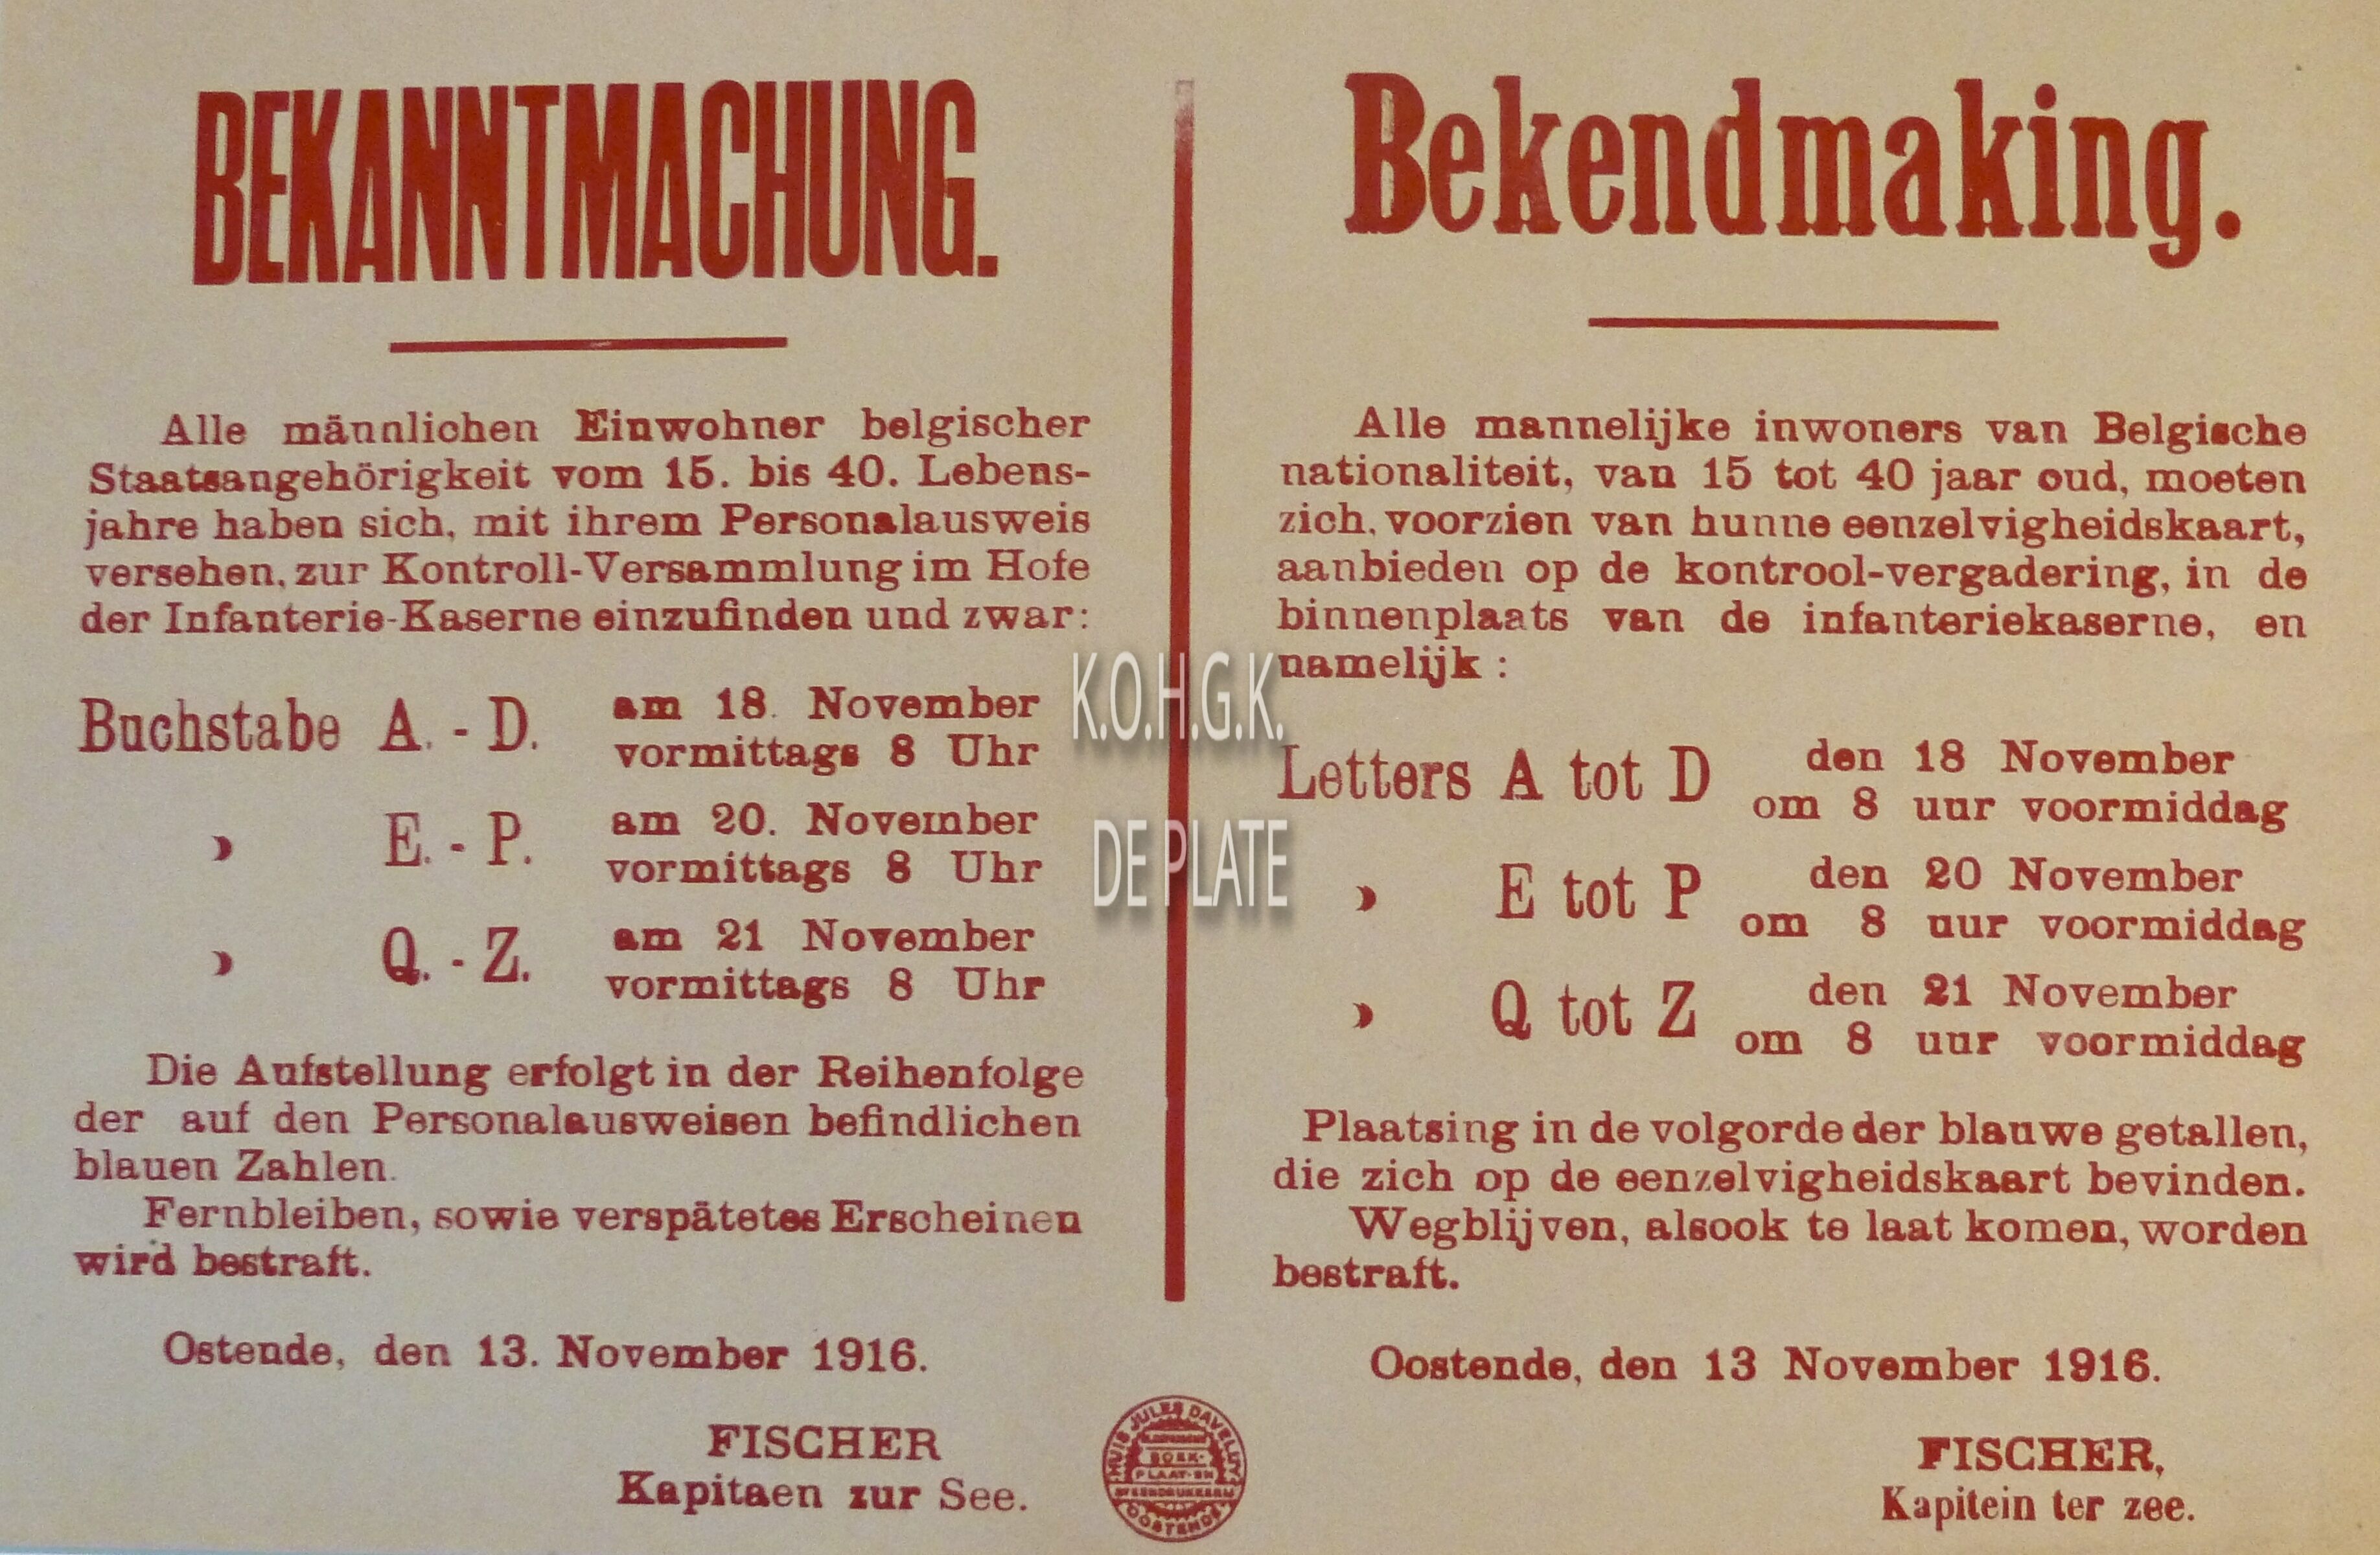 BEKANNTMACHUNG.
Alle männlichen Einwohner belgischer
Staatsangehörigkeit vom 15. bis 40. Lebens-
jahre haben sich, mit ihrem Personalausweis
versehen, zur Kontroll-Versammlung im Hofe
der Infanterie-Kaserne einzufinden und zwar:
Buchstabe A. - D. am 18. November
vormittags 8 Uhr
» E. - P. am 20. November
vormittags 8 Uhr
» Q. - Z. am 21 November
vormittags 8 Uhr
Die Aufstellung erfolgt in der Reihenfolge
der auf den Personalausweisen befindlichen
blauen Zahlen.
Fernbleiben, sowie verspätetes Erscheinen
wird bestraft.
Ostende, den 13. November 1916.
FISCHER
Kapitaen zur See.
Bekendmaking.
Alle mannelijke inwoners van Belgische
nationaliteit, van 15 tot 40 jaar oud, moeten
zich, voorzien van hunne eenzelvigheidskaart,
aanbieden op de kontrool-vergadering, in de
binnenplaats van de infanteriekaserne, en
namelijk :
Letters A tot D den 18 November
om 8 uur voormiddag
» E tot P den 20 November
om 8 uur voormiddag
» Q tot Z den 21 November
om 8 uur voormiddag
Plaatsing in de volgorde der blauwe getallen,
die zich op de eenzelvigheidskaart bevinden.
Wegblijven, alsook te laat komen, worden
bestraft.
Oostende, den 13 November 1916.
FISCHER,
Kapitein ter zee.
K.O.H.G.K.
DE PLATE
HUIS JULES DAVELUY
BOEK-
PLAAT-EN
STEENDRUKKERIJ
OOSTENDE